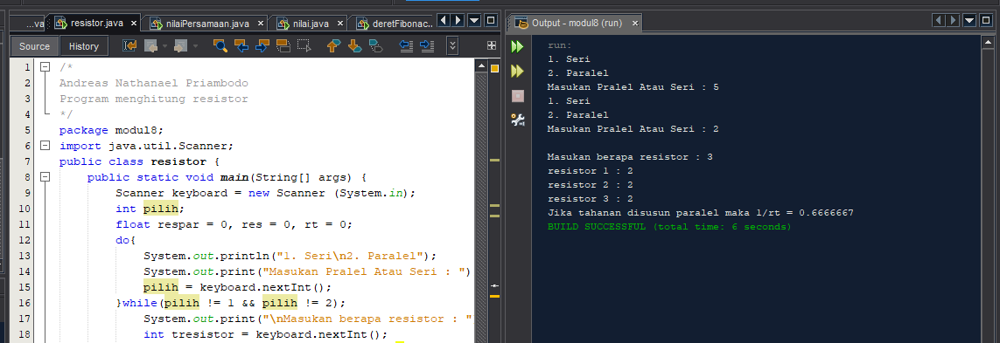 ...va
resistor.java
nilaiPersamaan.java
nilai.java
deretFibonac...
Source
History
1 /*
2 Andreas Nathanael Priambodo
3 Program menghitung resistor
4 */
5 package modul8;
6 import java.util.Scanner;
7 public class resistor {
8 public static void main(String[] args) {
9 Scanner keyboard = new Scanner (System.in);
10 int pilih;
11 float respar = 0, res = 0, rt = 0;
12 do{
13 System.out.println("1. Seri\n2. Paralel");
14 System.out.print("Masukan Pralel Atau Seri : ")
15 pilih = keyboard.nextInt();
16 }while(pilih != 1 && pilih != 2);
17 System.out.print("\nMasukan berapa resistor : "
18 int tresistor = keyboard.nextInt();
Output - modul8 (run)
run:
1. Seri
2. Paralel
Masukan Pralel Atau Seri : 5
1. Seri
2. Paralel
Masukan Pralel Atau Seri : 2
Masukan berapa resistor : 3
resistor 1 : 2
resistor 2 : 2
resistor 3 : 2
Jika tahanan disusun paralel maka 1/rt = 0.6666667
BUILD SUCCESSFUL (total time: 6 seconds)